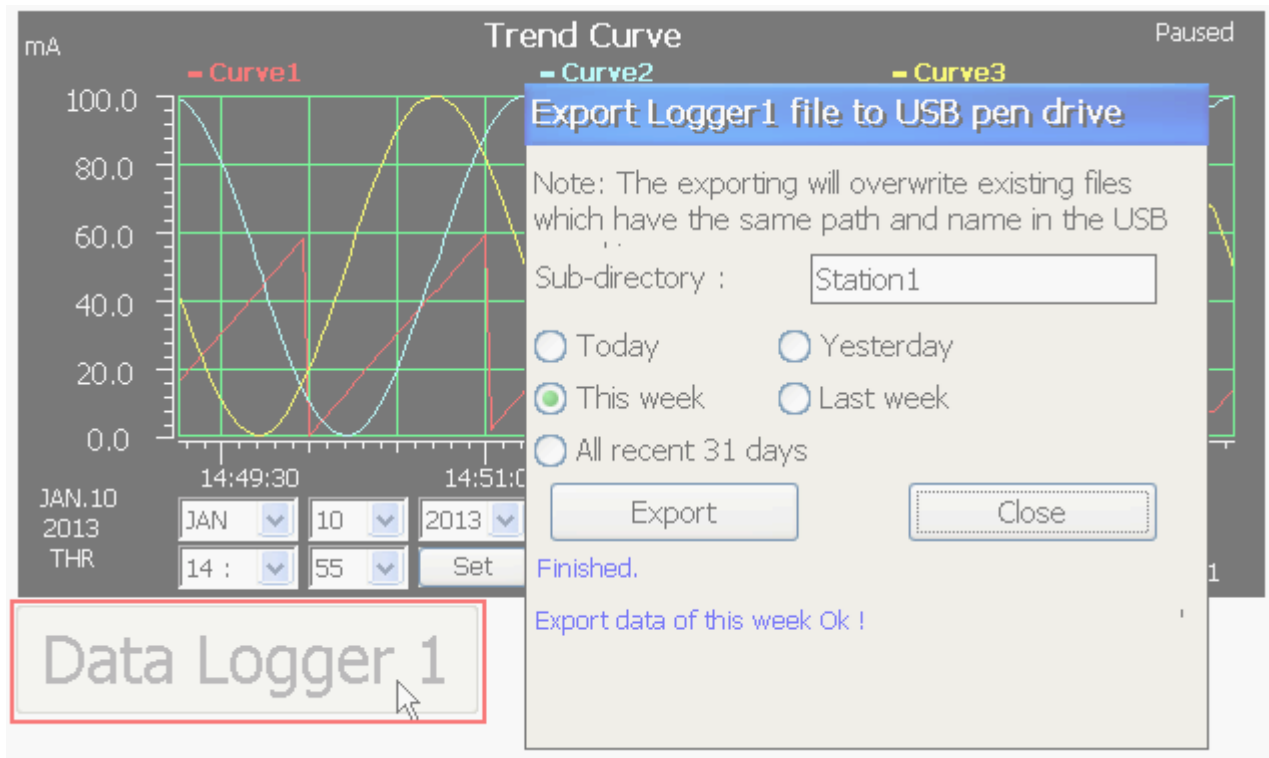 Trend Curve
mA
Paused
Curve1
Curve2
Curve3
100.0
80.0
60.0
40.0
20.0
0.0
14:49:30
14:51:0
JAN.10
2013
THR
JAN
10
2013
14 :
55
Set
1
Export Logger1 file to USB pen drive
Note: The exporting will overwrite existing files
which have the same path and name in the USB
Sub-directory :
Station1
Today
Yesterday
This week
Last week
All recent 31 days
Export
Close
Finished.
Export data of this week Ok !
Data Logger 1